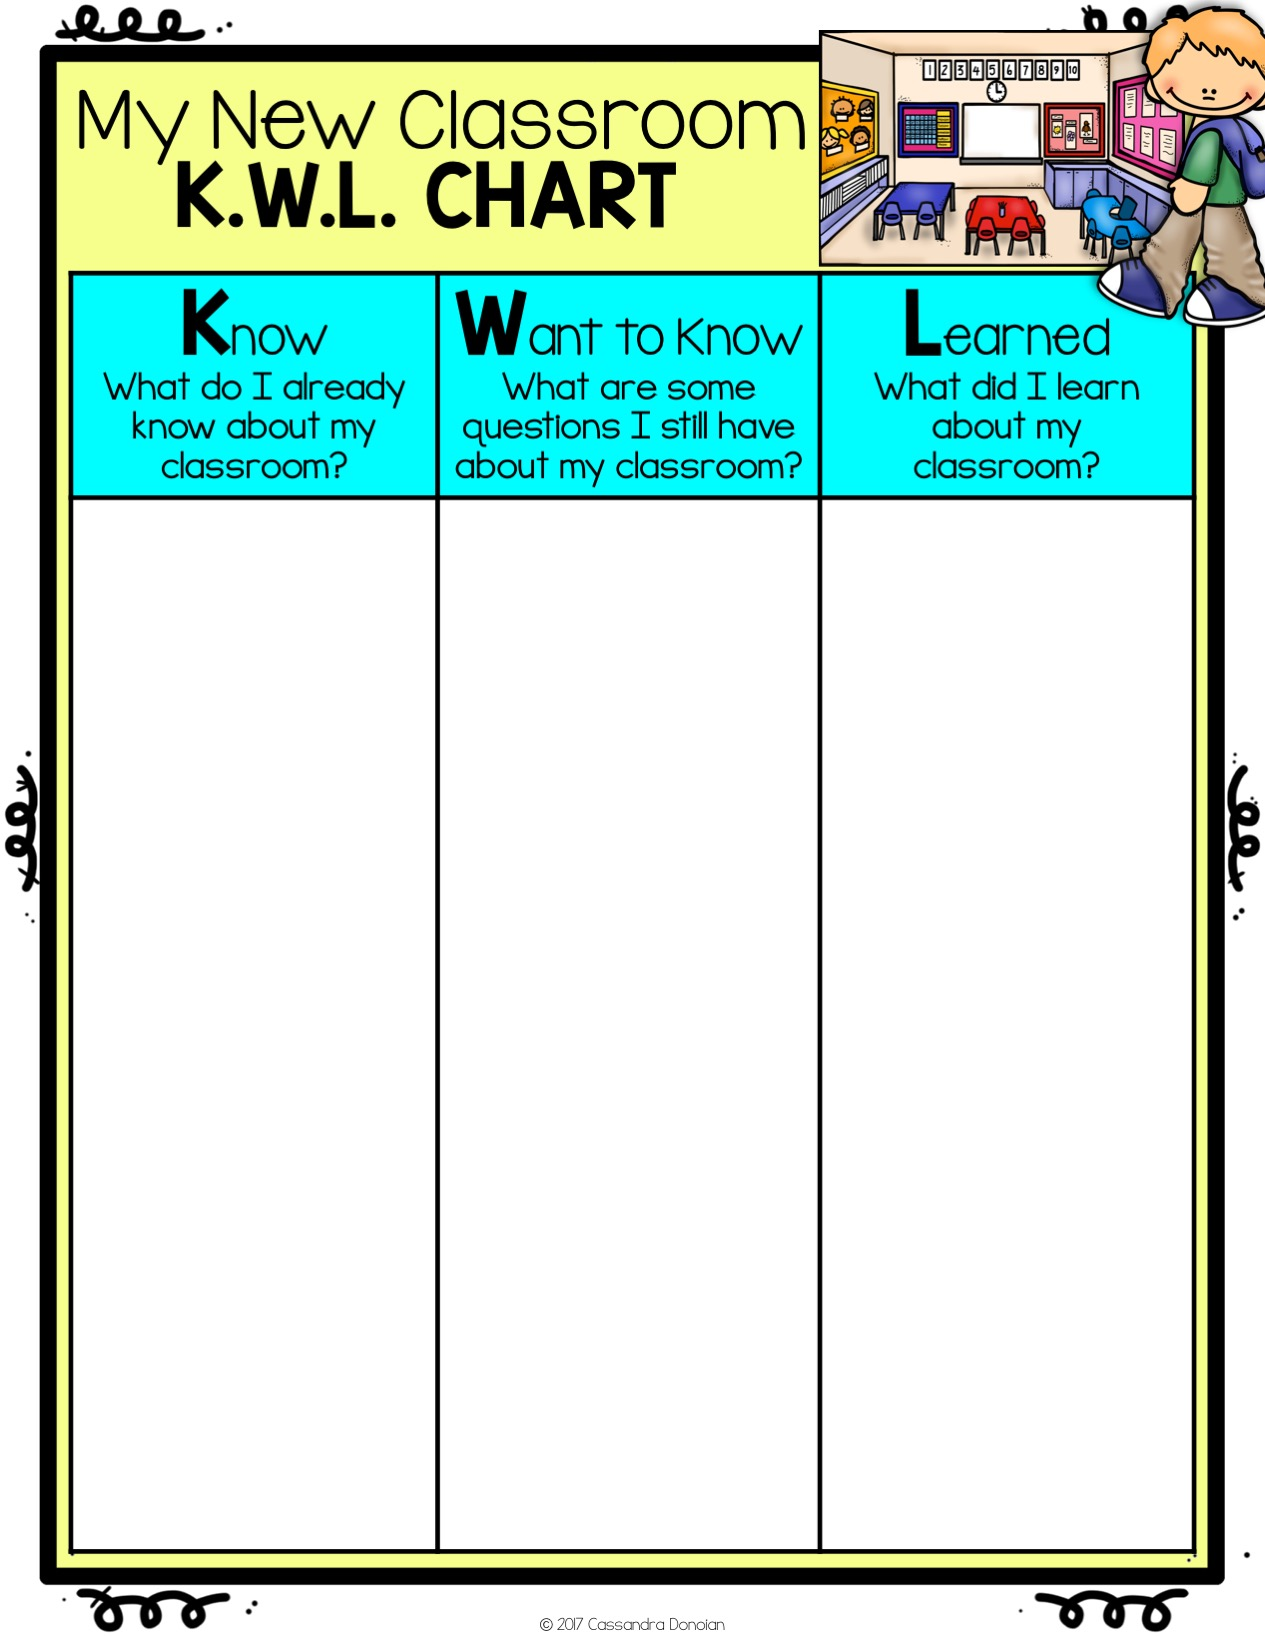 My New Classroom
K.W.L. CHART
1 2 3 4 5 6 7 8 9 10
Know
What do I already
know about my
classroom?
Want to Know
What are some
questions I still have
about my classroom?
Learned
What did I learn
about my
classroom?
© 2017 Cassandra Donoian